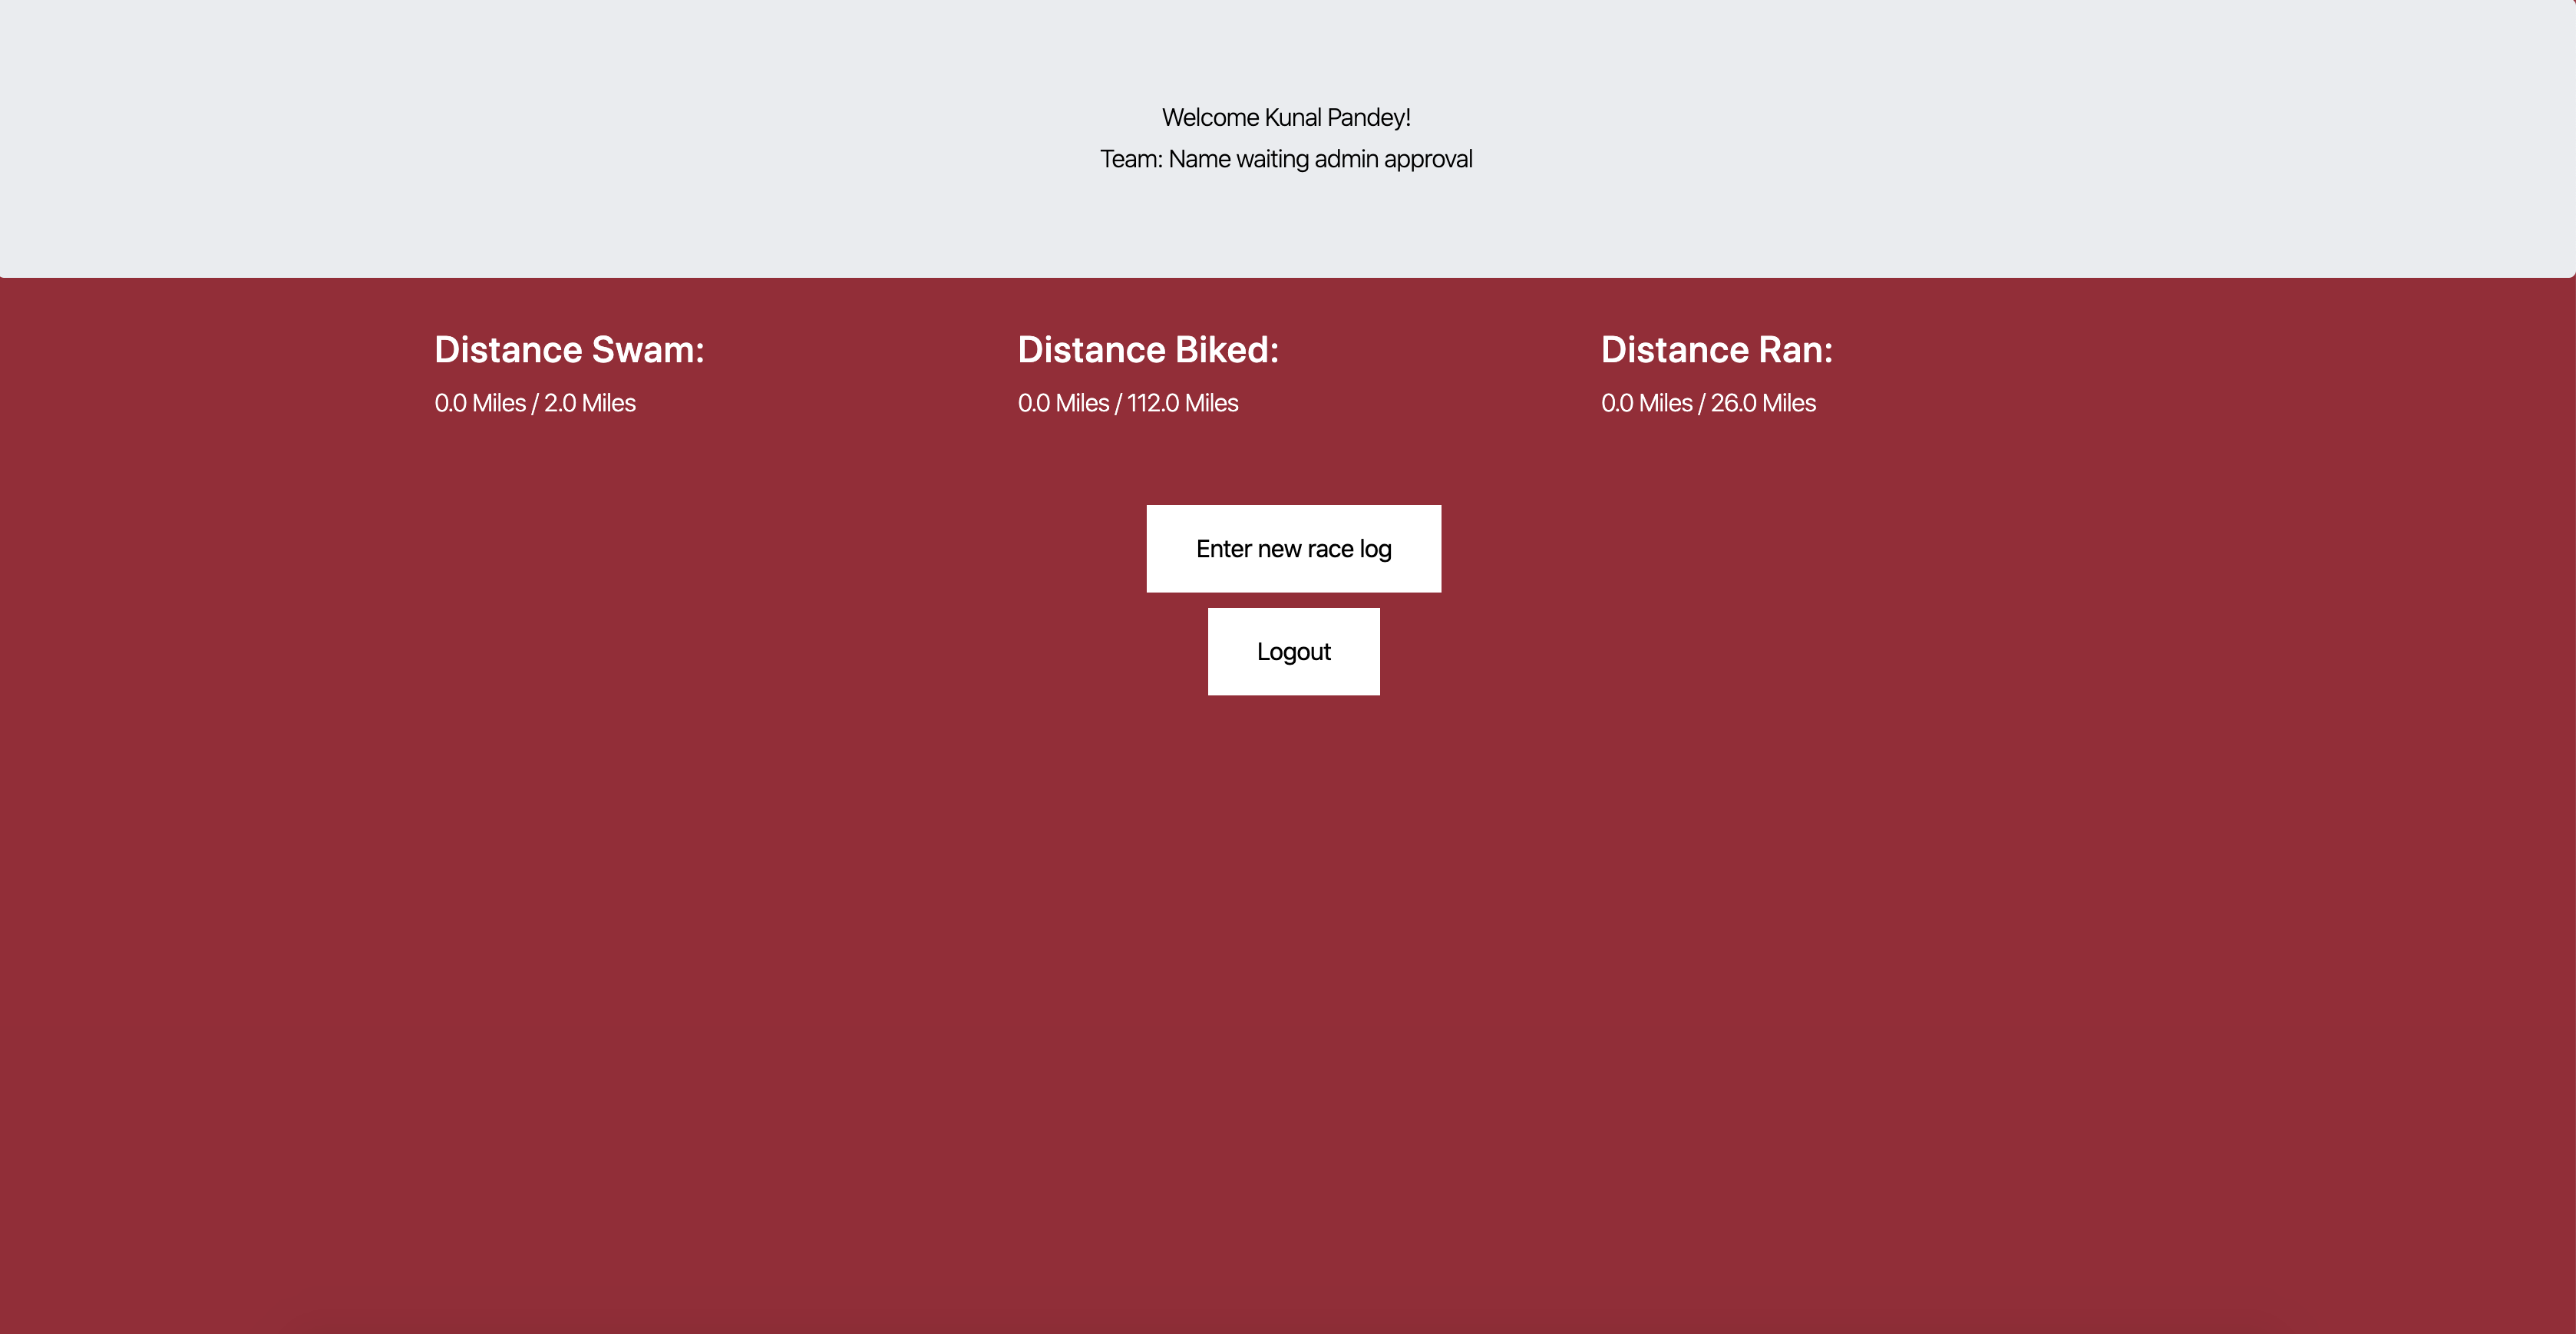 Welcome Kunal Pandey!
Team: Name waiting admin approval
Distance Swam:
0.0 Miles / 2.0 Miles
Distance Biked:
0.0 Miles / 112.0 Miles
Distance Ran:
0.0 Miles / 26.0 Miles
Enter new race log
Logout